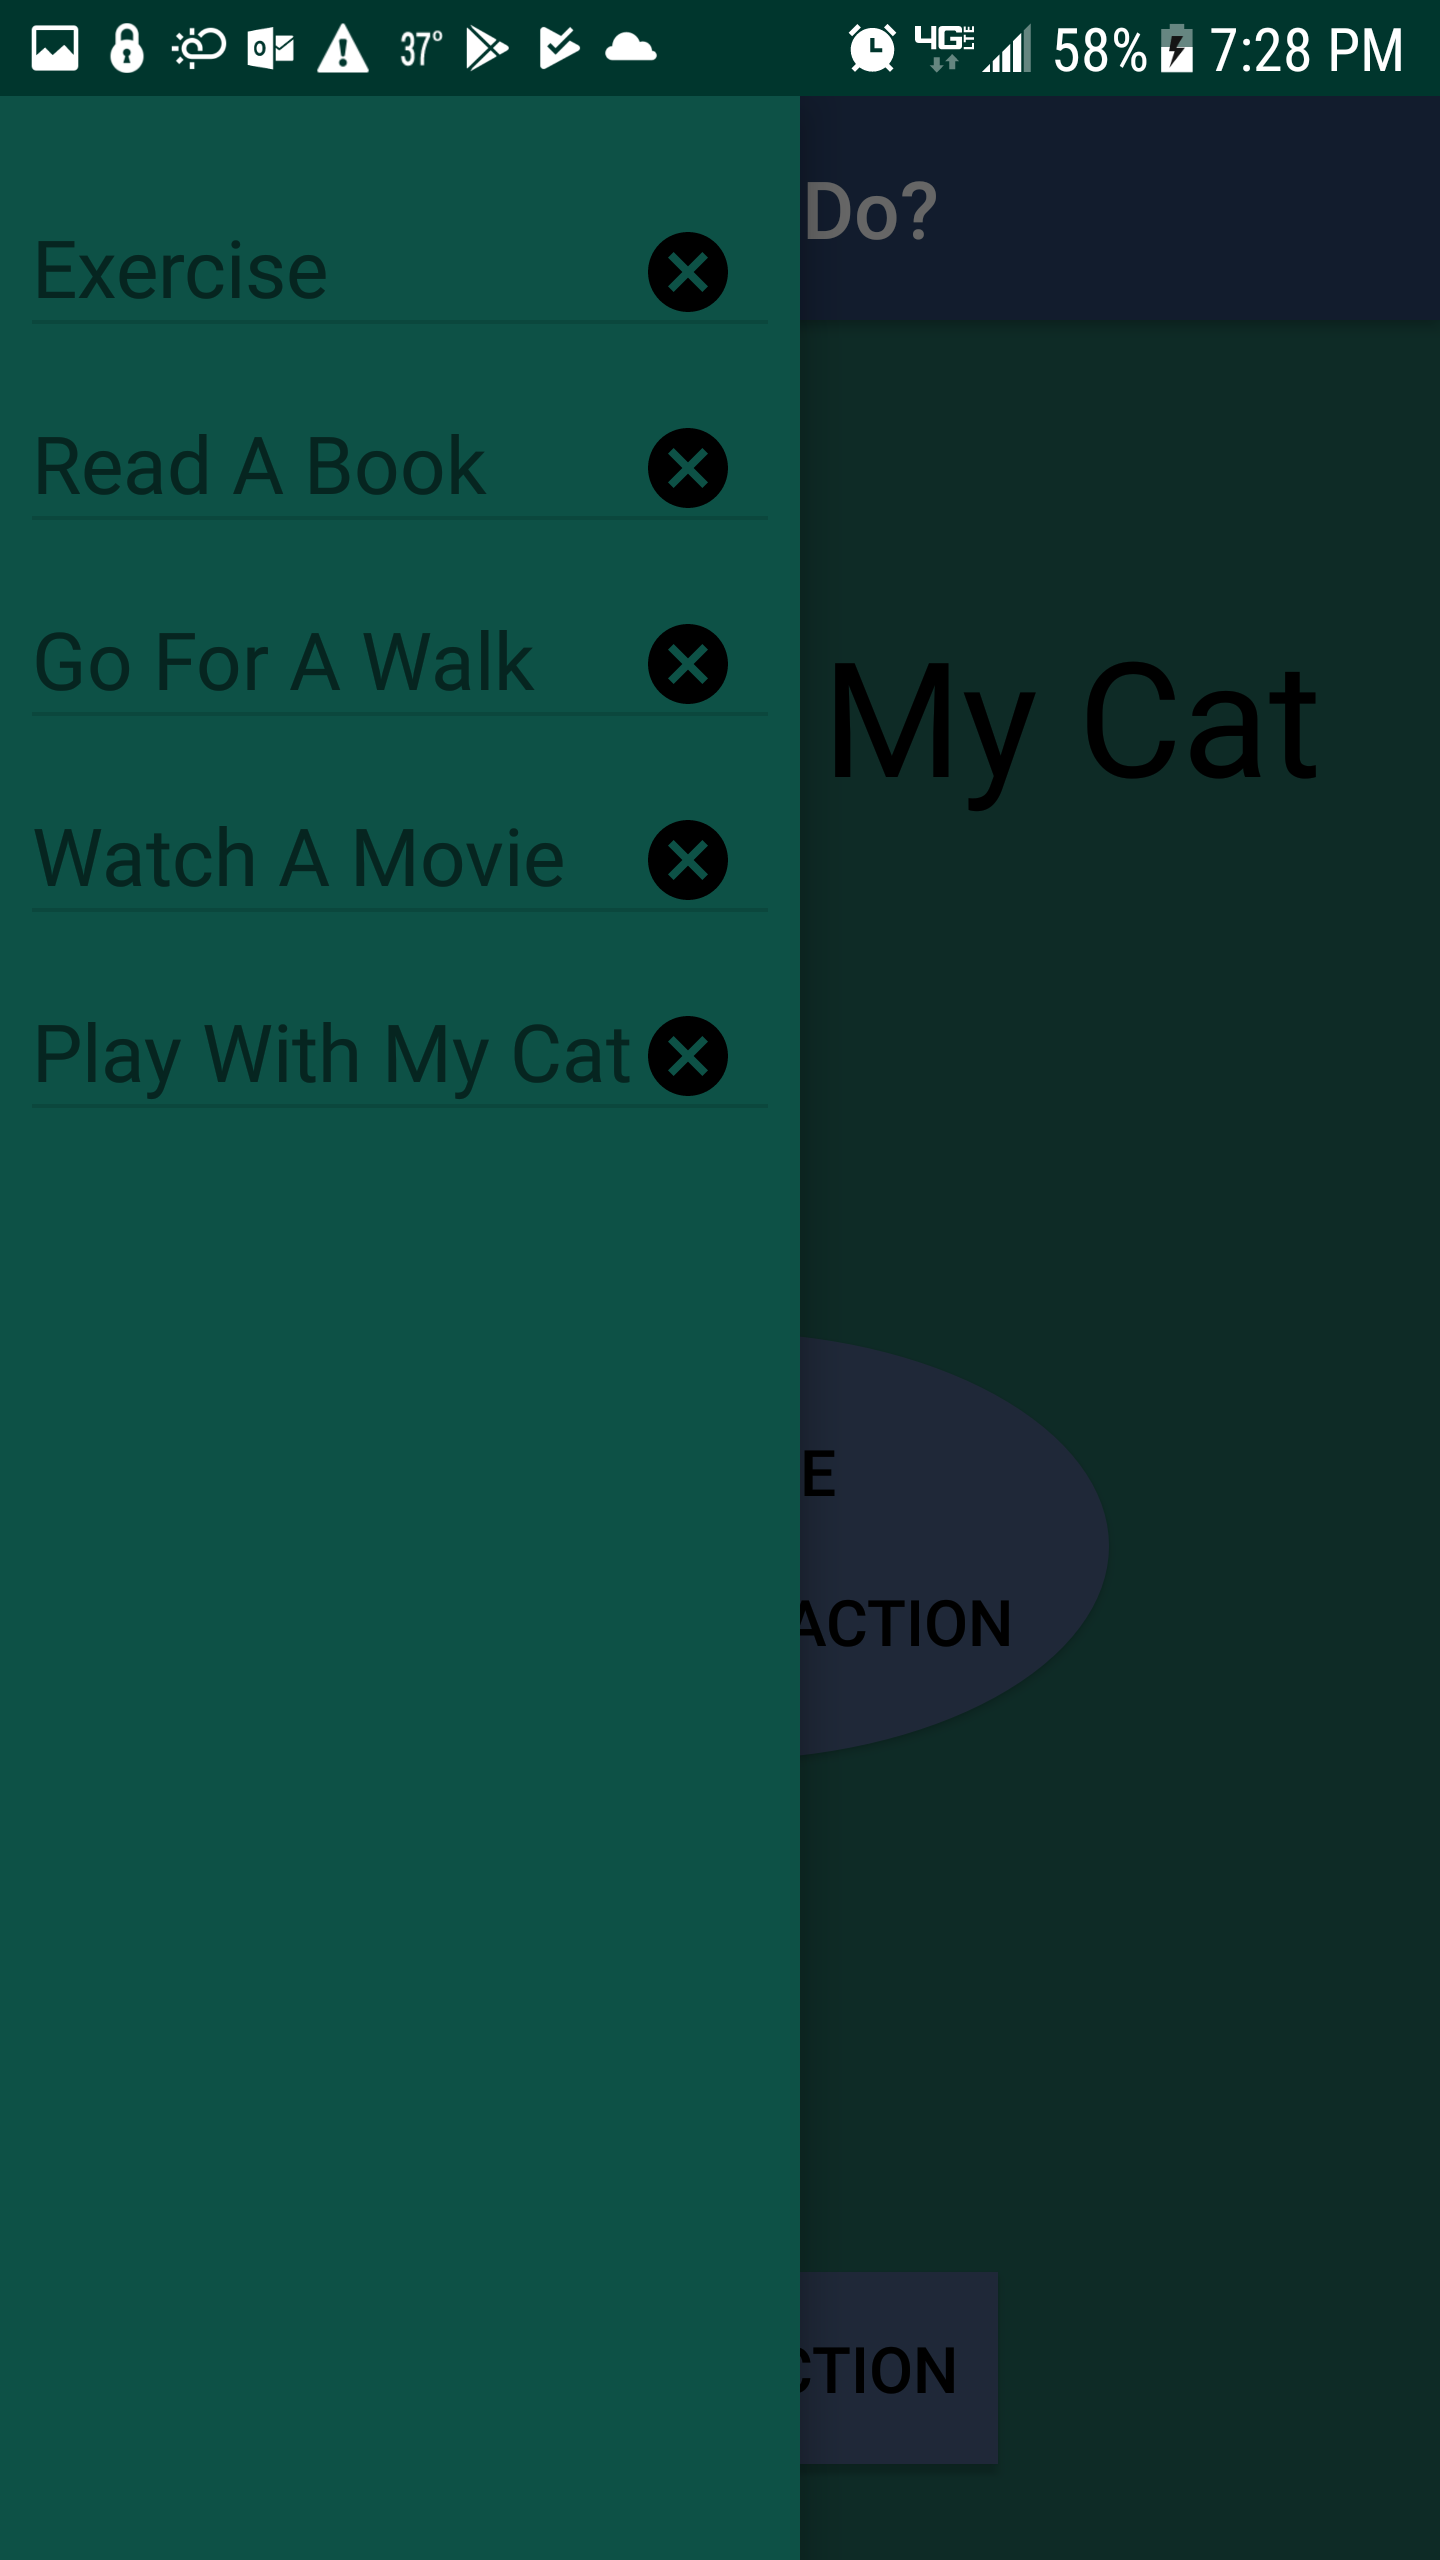 37° 4G LTE 58% 7:28 PM
Do?
Exercise
Read A Book
Go For A Walk
My Cat
Watch A Movie
Play With My Cat
E
ACTION
CTION